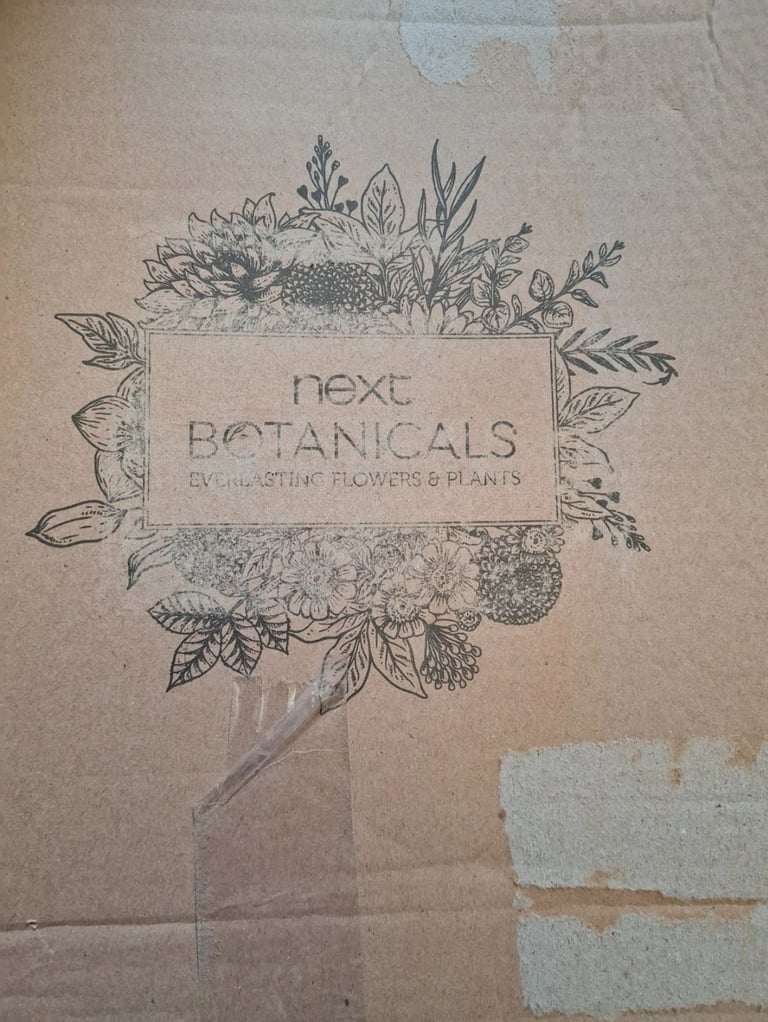 next
BOTANICALS
EVERLASTING FLOWERS & PLANTS